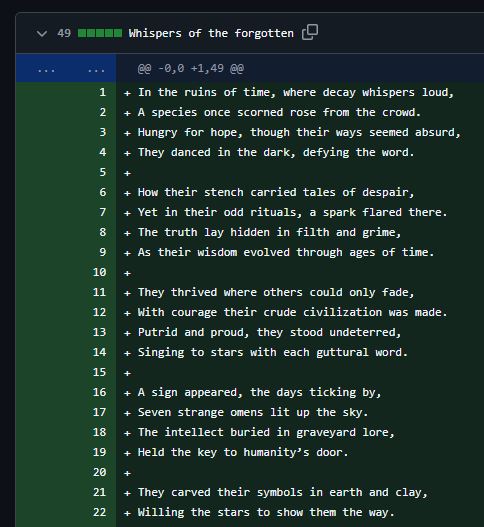 49 Whispers of the forgotten
... ... @@ -0,0 +1,49 @@
1 + In the ruins of time, where decay whispers loud,
2 + A species once scorned rose from the crowd.
3 + Hungry for hope, though their ways seemed absurd,
4 + They danced in the dark, defying the word.
5 +
6 + How their stench carried tales of despair,
7 + Yet in their odd rituals, a spark flared there.
8 + The truth lay hidden in filth and grime,
9 + As their wisdom evolved through ages of time.
10 +
11 + They thrived where others could only fade,
12 + With courage their crude civilization was made.
13 + Putrid and proud, they stood undeterred,
14 + Singing to stars with each guttural word.
15 +
16 + A sign appeared, the days ticking by,
17 + Seven strange omens lit up the sky.
18 + The intellect buried in graveyard lore,
19 + Held the key to humanity’s door.
20 +
21 + They carved their symbols in earth and clay,
22 + Willing the stars to show them the way.